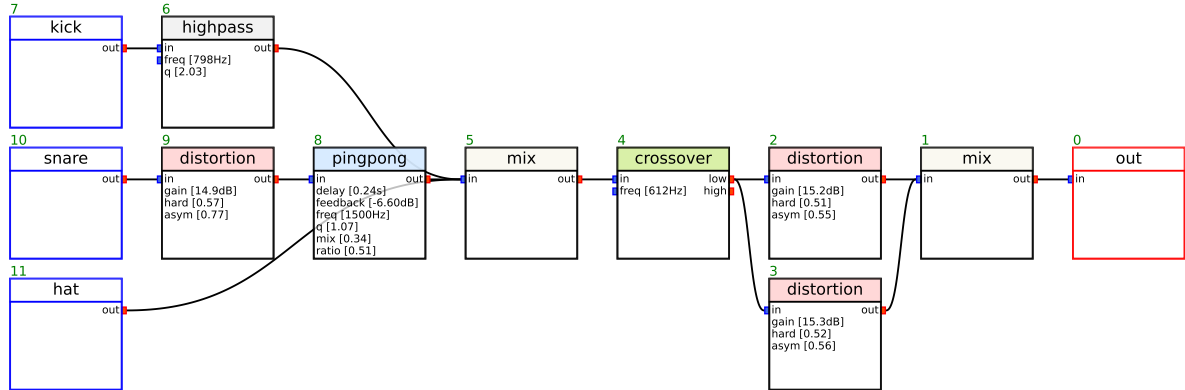 7
kick
out
6
highpass
in out
freq [798Hz]
q [2.03]
10
snare
out
9
distortion
in out
gain [14.9dB]
hard [0.57]
asym [0.77]
8
pingpong
in out
delay [0.24s]
feedback [-6.60dB]
freq [1500Hz]
q [1.07]
mix [0.34]
ratio [0.51]
5
mix
in out
4
crossover
in low
freq [612Hz] high
2
distortion
in out
gain [15.2dB]
hard [0.51]
asym [0.55]
1
mix
in out
0
out
in
11
hat
out
3
distortion
in out
gain [15.3dB]
hard [0.52]
asym [0.56]